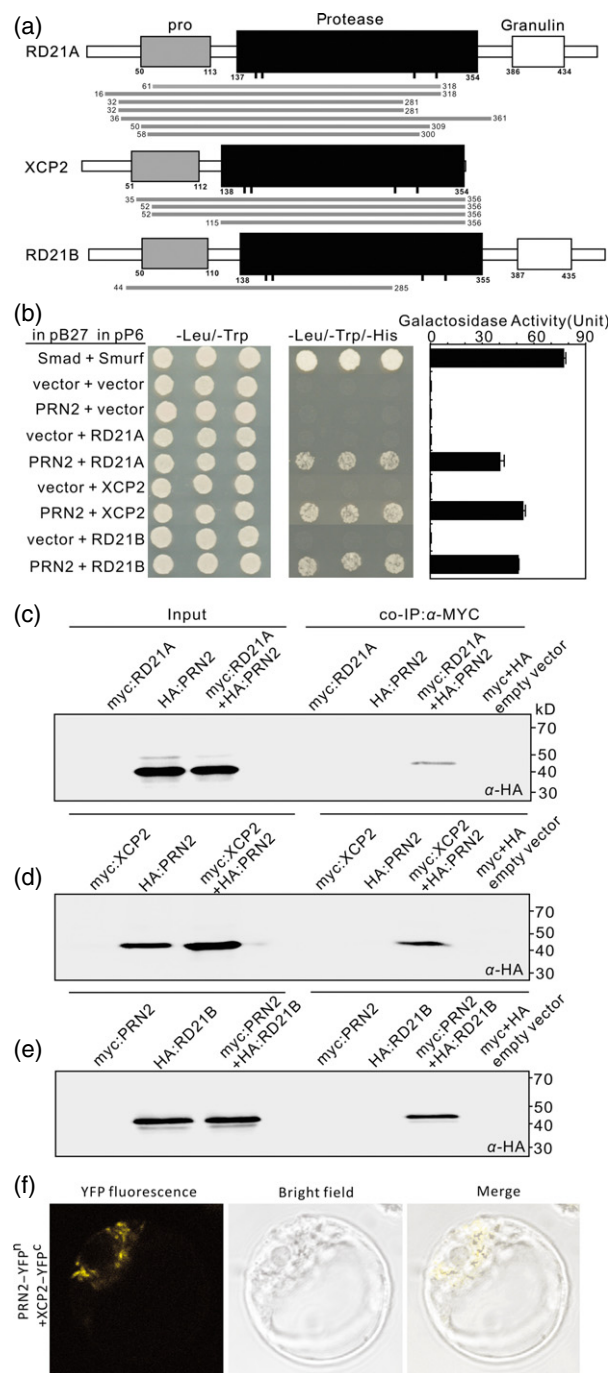 (a)
pro Protease Granulin
RD21A
50 113 137 354 386 434
61 318
16 318
32 281
32 281
36 361
50 309
58 300
XCP2
51 112 138 354
35 356
52 356
52 356
115 356
RD21B
50 110 138 355 387 435
44 285
(b)
in pB27 in pP6 -Leu/-Trp -Leu/-Trp/-His Galactosidase Activity(Unit)
0 30 60 90
Smad + Smurf
vector + vector
PRN2 + vector
vector + RD21A
PRN2 + RD21A
vector + XCP2
PRN2 + XCP2
vector + RD21B
PRN2 + RD21B
(c)
Input co-IP:α-MYC
myc:RD21A HA:PRN2 myc:RD21A +HA:PRN2 myc:RD21A HA:PRN2 myc:RD21A +HA:PRN2 myc+HA empty vector
kD
70
50
40
30
α-HA
(d)
myc:XCP2 HA:PRN2 myc:XCP2 +HA:PRN2 myc:XCP2 HA:PRN2 myc:XCP2 +HA:PRN2 myc+HA empty vector
70
50
40
30
α-HA
(e)
myc:PRN2 HA:RD21B myc:PRN2 +HA:RD21B myc:PRN2 HA:RD21B myc:PRN2 +HA:RD21B myc+HA empty vector
70
50
40
30
α-HA
(f)
YFP fluorescence Bright field Merge
PRN2–YFPⁿ
+XCP2–YFPᶜ